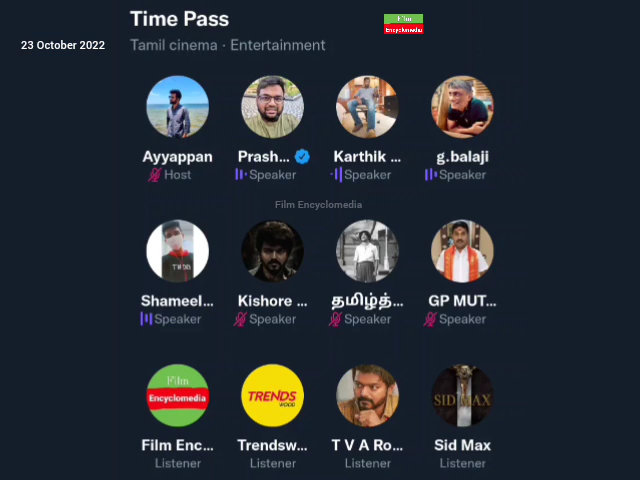 Time Pass
Film
Encyclomedia
23 October 2022
Tamil cinema · Entertainment
Ayyappan
Prash...
Karthik ...
g.balaji
Host
Speaker
Speaker
Speaker
Film Encyclomedia
Shameel...
Kishore ...
தமிழ்த்...
GP MUT...
Speaker
Speaker
Speaker
Speaker
Film
Encyclomedia
TRENDS
WOOD
SID MAX
Film Enc...
Trendsw...
T V A Ro...
Sid Max
Listener
Listener
Listener
Listener